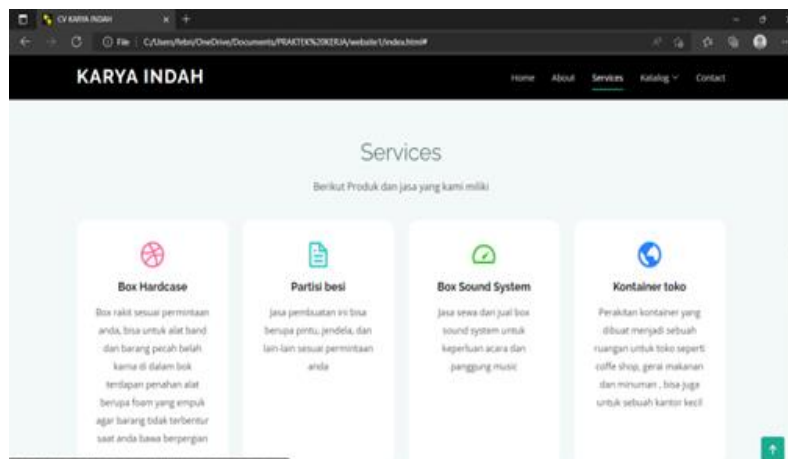 CV KARYA INDAH
File C:/Users/febri/OneDrive/Documents/PRAKTEK%20KERJA/website1/index.html#
KARYA INDAH
Home About Services Katalog Contact
Services
Berikut Produk dan jasa yang kami miliki
Box Hardcase
Box rakit sesuai permintaan
anda, bisa untuk alat band
dan barang pecah belah
karna di dalam bok
terdapan penahan alat
berupa foam yang empuk
agar barang tidak terbentur
saat anda bawa berpergian
Partisi besi
Jasa pembuatan ini bisa
berupa pintu, jendela, dan
lain-lain sesuai permintaan
anda
Box Sound System
Jasa sewa dan jual box
sound system untuk
keperluan acara dan
panggung music
Kontainer toko
Perakitan kontainer yang
dibuat menjadi sebuah
ruangan untuk toko seperti
coffe shop, gerai makanan
dan minuman , bisa juga
untuk sebuah kantor kecil